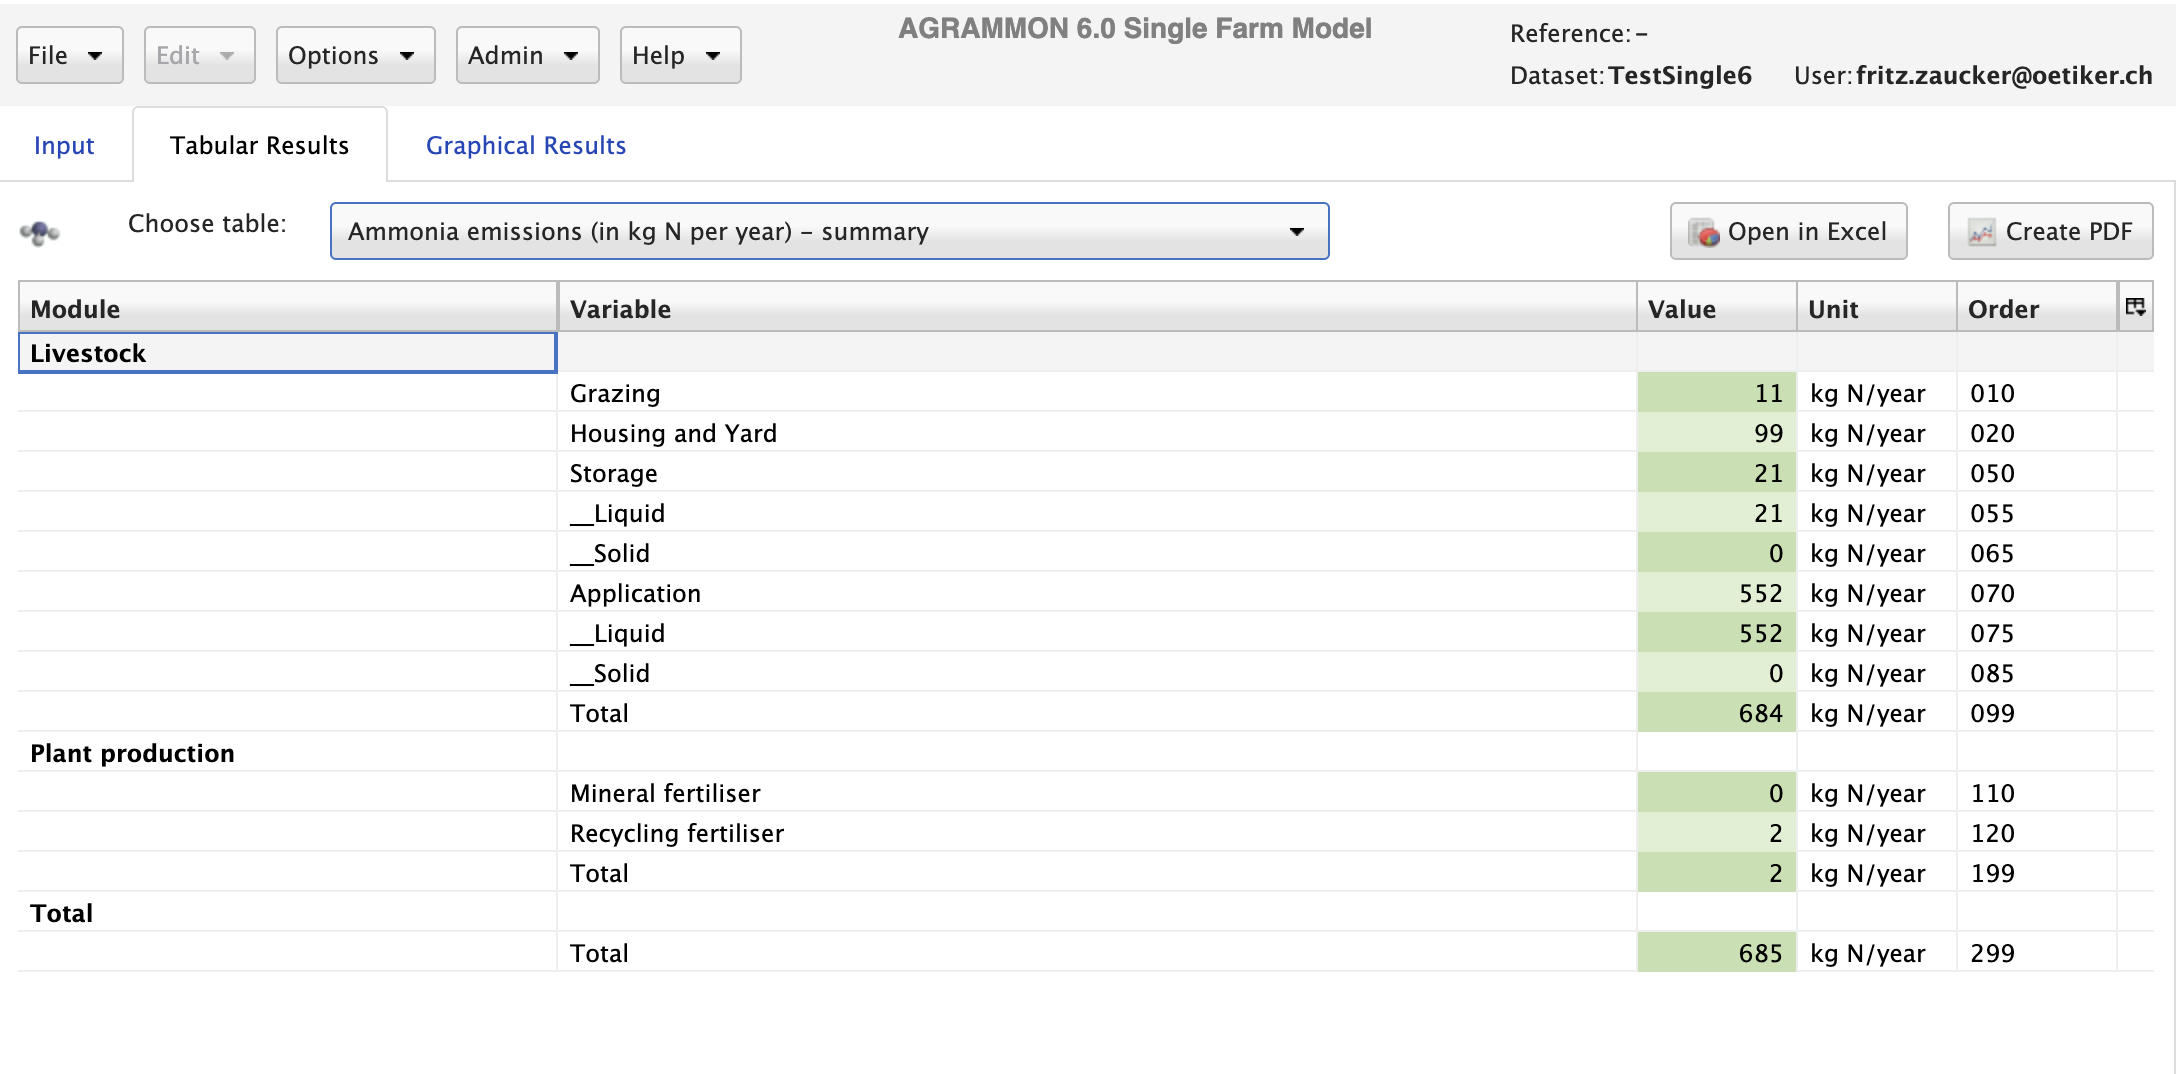 AGRAMMON 6.0 Single Farm Model
Reference: –
File Edit Options Admin Help
Dataset: TestSingle6 User: fritz.zaucker@oetiker.ch
Input Tabular Results Graphical Results
Choose table: Ammonia emissions (in kg N per year) – summary Open in Excel Create PDF
Module Variable Value Unit Order
Livestock
Grazing 11 kg N/year 010
Housing and Yard 99 kg N/year 020
Storage 21 kg N/year 050
__Liquid 21 kg N/year 055
__Solid 0 kg N/year 065
Application 552 kg N/year 070
__Liquid 552 kg N/year 075
__Solid 0 kg N/year 085
Total 684 kg N/year 099
Plant production
Mineral fertiliser 0 kg N/year 110
Recycling fertiliser 2 kg N/year 120
Total 2 kg N/year 199
Total
Total 685 kg N/year 299